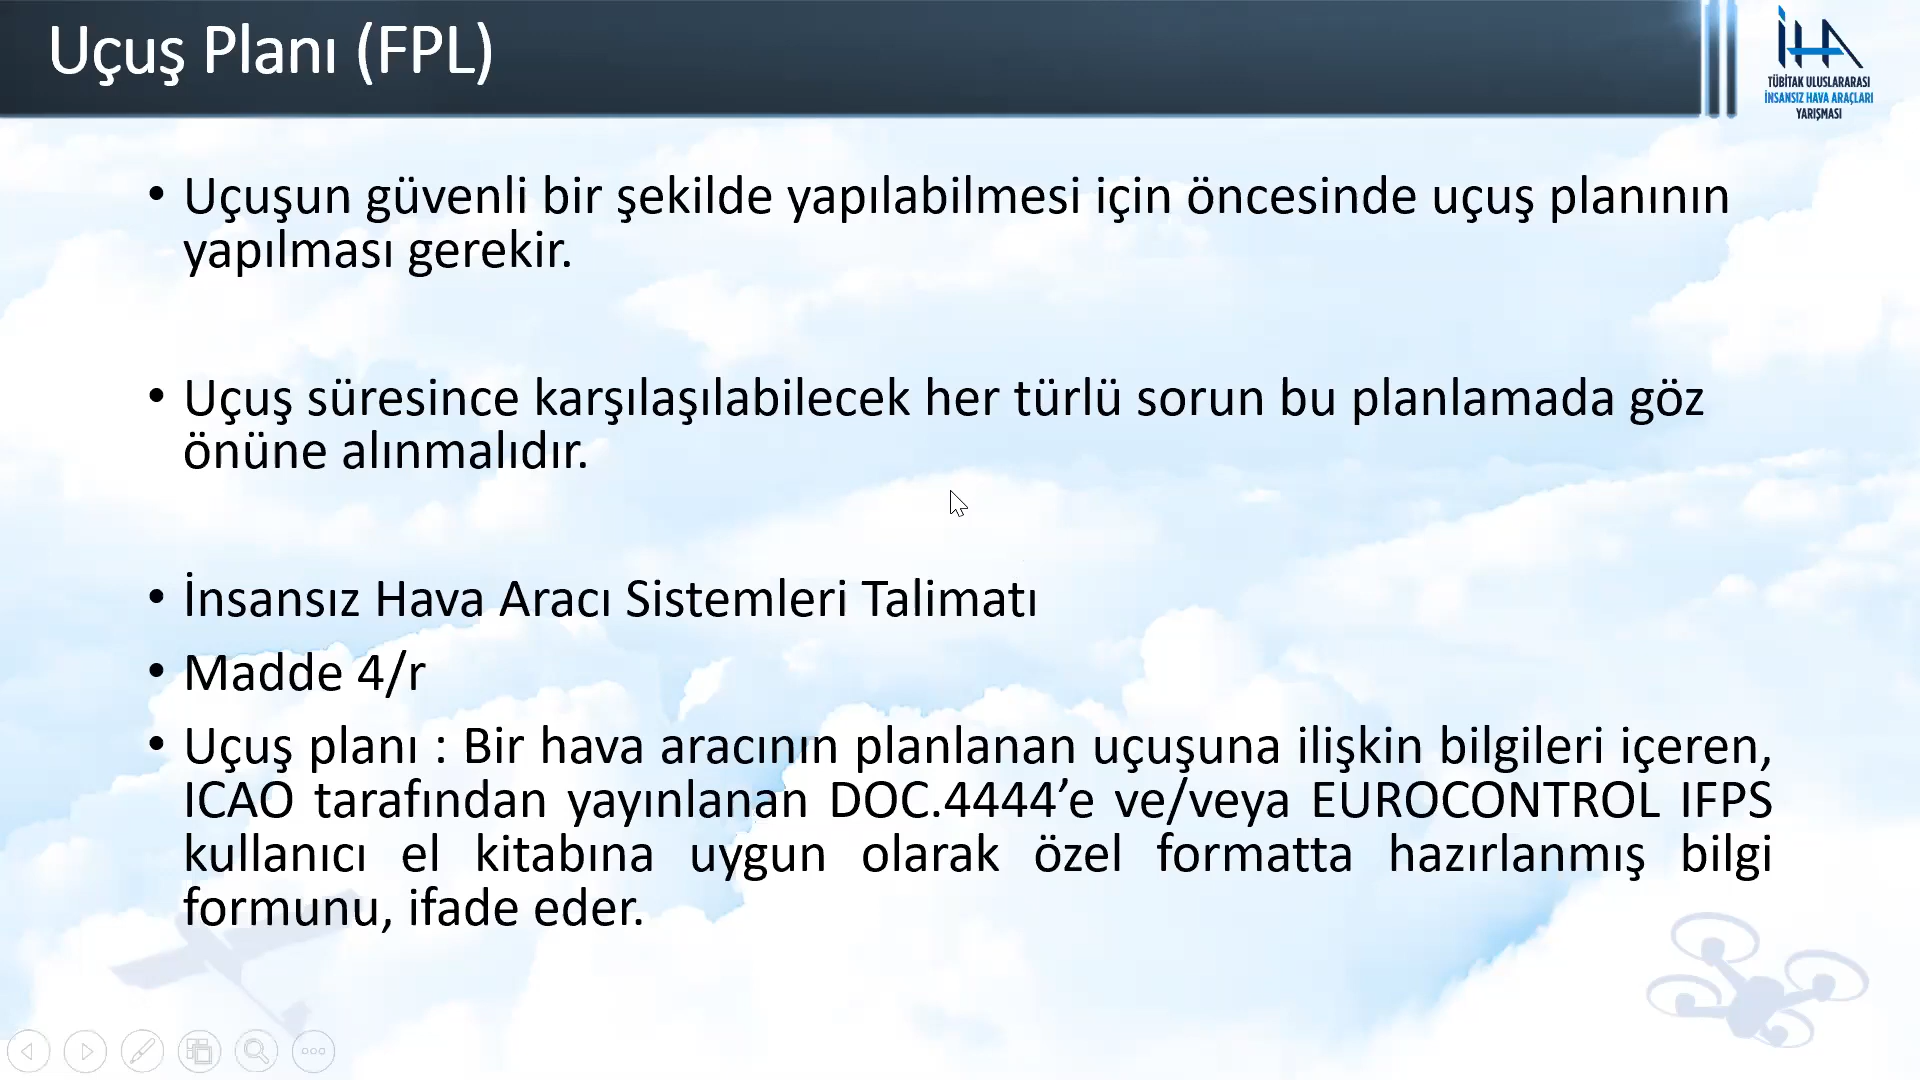 Uçuş Planı (FPL)
İHA
TÜBİTAK ULUSLARARASI
İNSANSIZ HAVA ARAÇLARI
YARIŞMASI
• Uçuşun güvenli bir şekilde yapılabilmesi için öncesinde uçuş planının
yapılması gerekir.
• Uçuş süresince karşılaşılabilecek her türlü sorun bu planlamada göz
önüne alınmalıdır.
• İnsansız Hava Aracı Sistemleri Talimatı
• Madde 4/r
• Uçuş planı : Bir hava aracının planlanan uçuşuna ilişkin bilgileri içeren,
ICAO tarafından yayınlanan DOC.4444’e ve/veya EUROCONTROL IFPS
kullanıcı el kitabına uygun olarak özel formatta hazırlanmış bilgi
formunu, ifade eder.